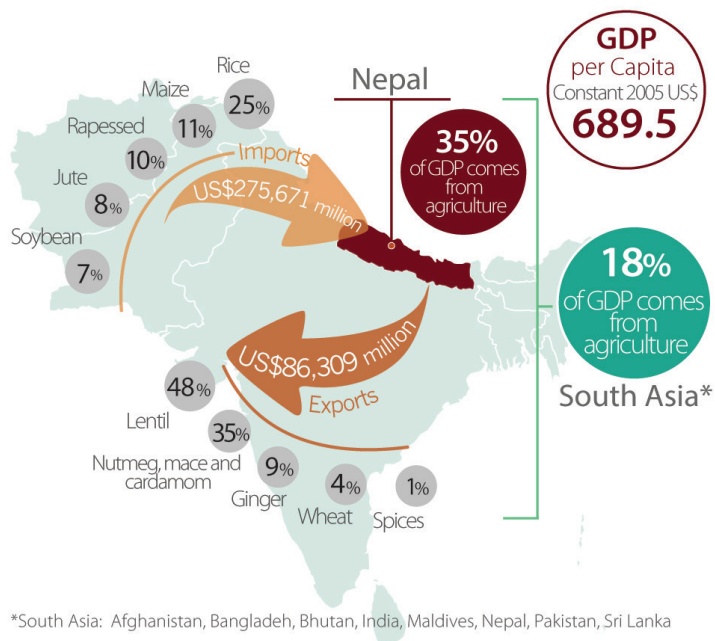 GDP
per Capita
Constant 2005 US$
689.5
Nepal
35%
of GDP comes
from
agriculture
Rice
25%
Maize
11%
Rapessed
10%
Jute
8%
Soybean
7%
Imports
US$275,671 million
18%
of GDP comes
from
agriculture
South Asia*
US$86,309 million
Exports
48%
Lentil
35%
Nutmeg, mace and
cardamom
9%
Ginger
4%
Wheat
1%
Spices
*South Asia: Afghanistan, Bangladeh, Bhutan, India, Maldives, Nepal, Pakistan, Sri Lanka